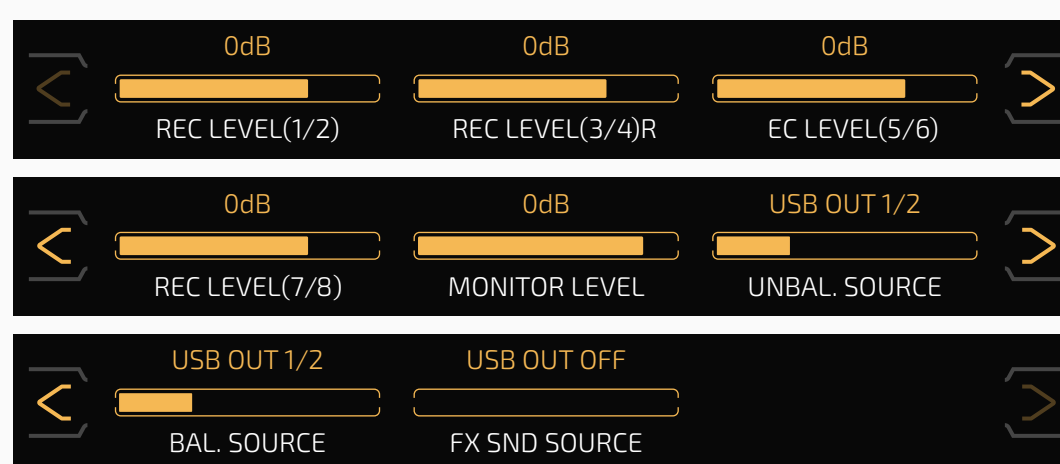 0dB 0dB 0dB
REC LEVEL(1/2) REC LEVEL(3/4)R EC LEVEL(5/6)
0dB 0dB USB OUT 1/2
REC LEVEL(7/8) MONITOR LEVEL UNBAL. SOURCE
USB OUT 1/2 USB OUT OFF
BAL. SOURCE FX SND SOURCE